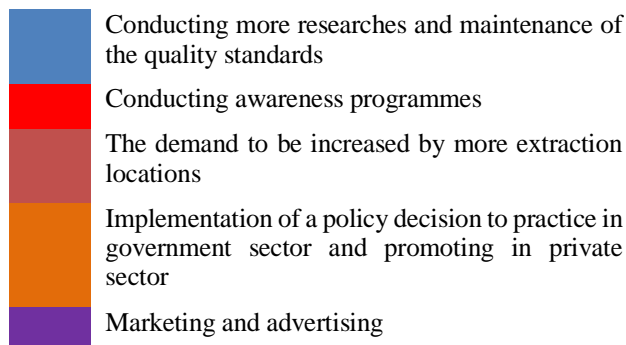 Conducting more researches and maintenance of
the quality standards
Conducting awareness programmes
The demand to be increased by more extraction
locations
Implementation of a policy decision to practice in
government sector and promoting in private
sector
Marketing and advertising